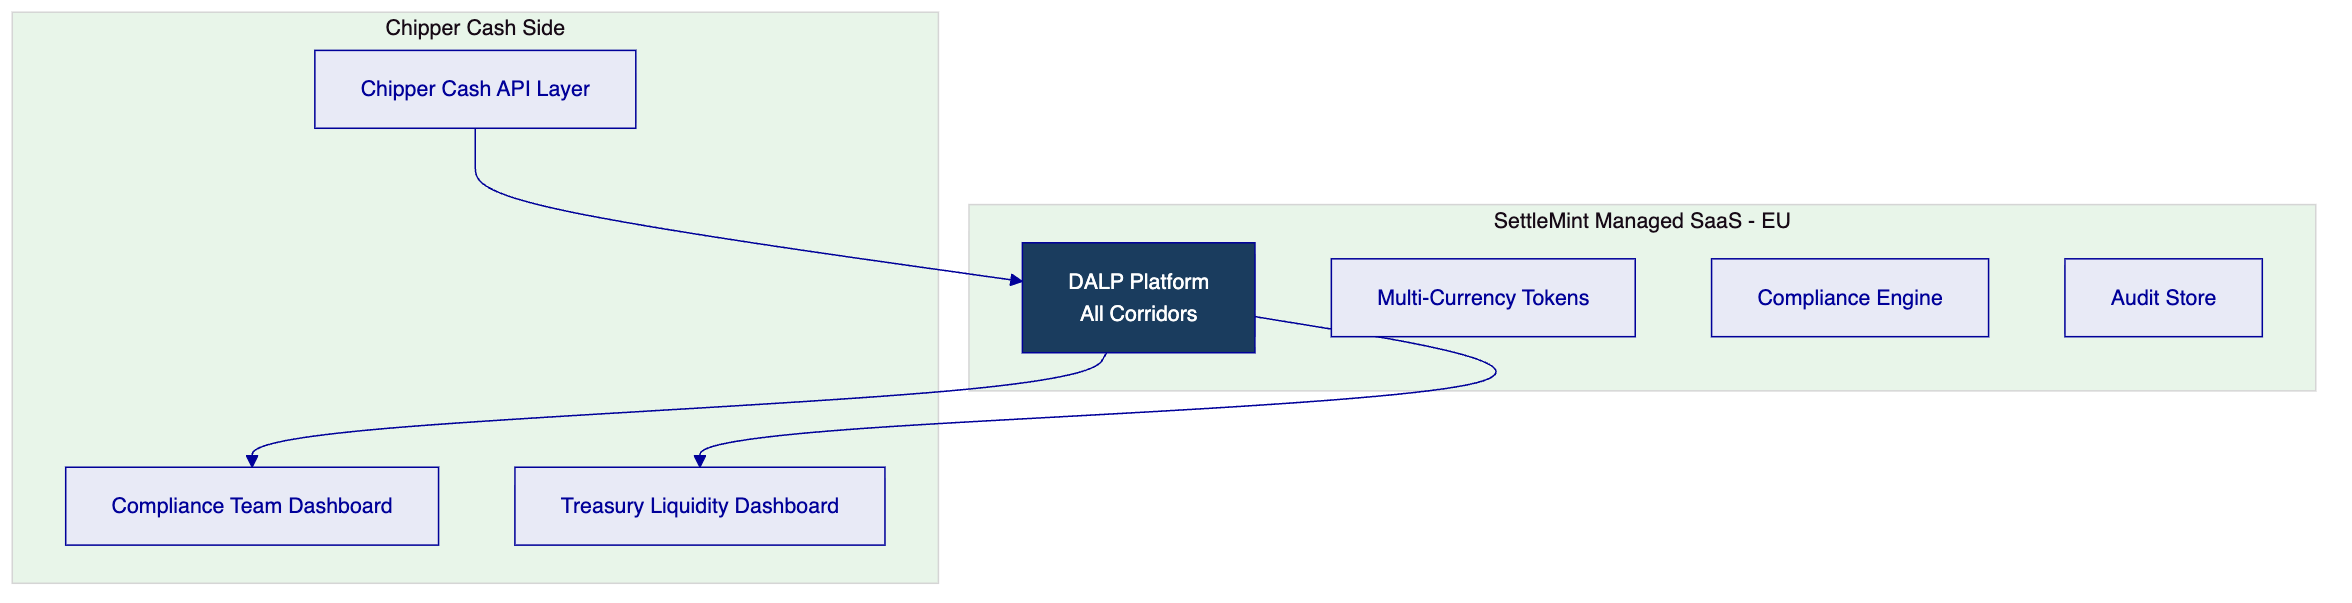 Chipper Cash Side
Chipper Cash API Layer
SettleMint Managed SaaS - EU
DALP Platform
All Corridors
Multi-Currency Tokens
Compliance Engine
Audit Store
Compliance Team Dashboard
Treasury Liquidity Dashboard